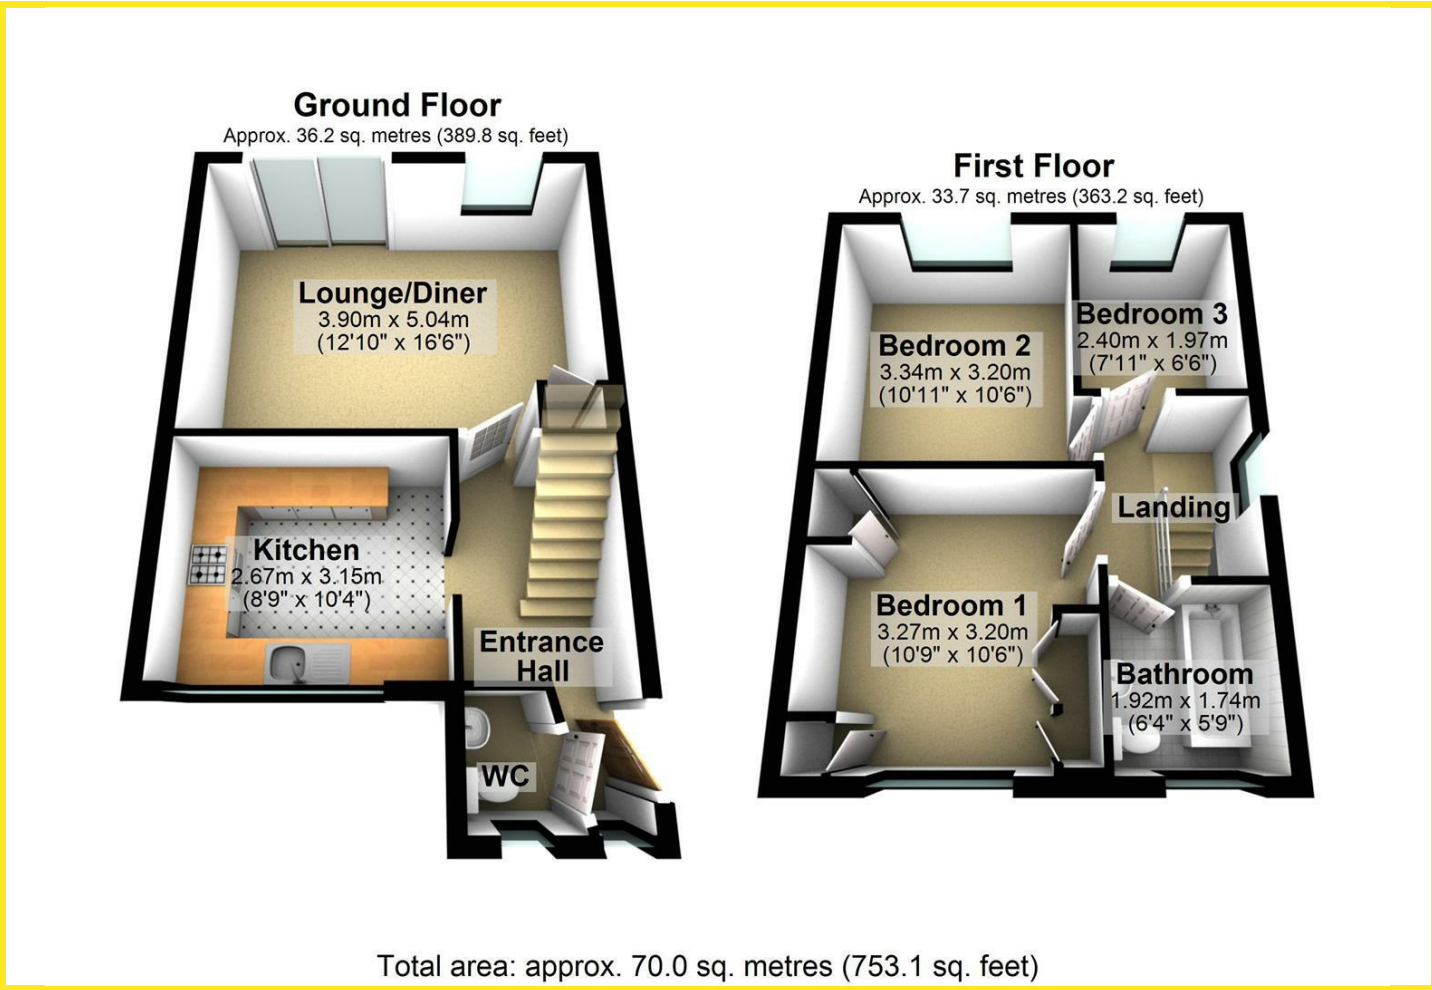 Ground Floor
Approx. 36.2 sq. metres (389.8 sq. feet)
Lounge/Diner
3.90m x 5.04m
(12'10" x 16'6")
Kitchen
2.67m x 3.15m
(8'9" x 10'4")
Entrance
Hall
WC
First Floor
Approx. 33.7 sq. metres (363.2 sq. feet)
Bedroom 2
3.34m x 3.20m
(10'11" x 10'6")
Bedroom 3
2.40m x 1.97m
(7'11" x 6'6")
Landing
Bedroom 1
3.27m x 3.20m
(10'9" x 10'6")
Bathroom
1.92m x 1.74m
(6'4" x 5'9")
Total area: approx. 70.0 sq. metres (753.1 sq. feet)